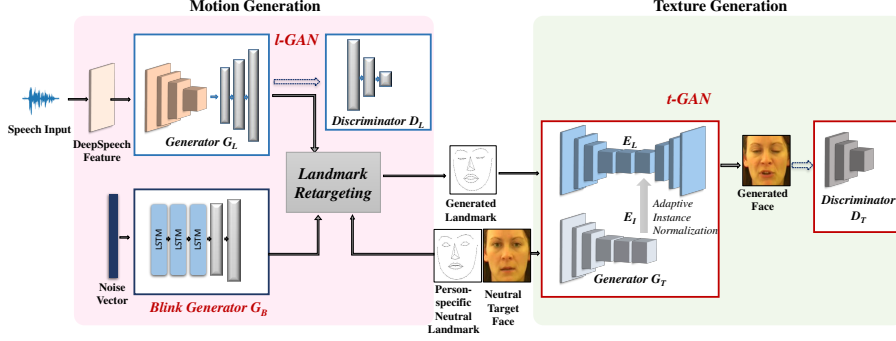 Motion Generation
Texture Generation
l-GAN
Speech Input
DeepSpeech
Feature
Generator G_L
Discriminator D_L
Landmark
Retargeting
Noise
Vector
LSTM
LSTM
LSTM
Blink Generator G_B
Generated
Landmark
Person-
specific
Neutral
Landmark
Neutral
Target
Face
t-GAN
E_L
E_I
Adaptive
Instance
Normalization
Generator G_T
Generated
Face
Discriminator
D_T